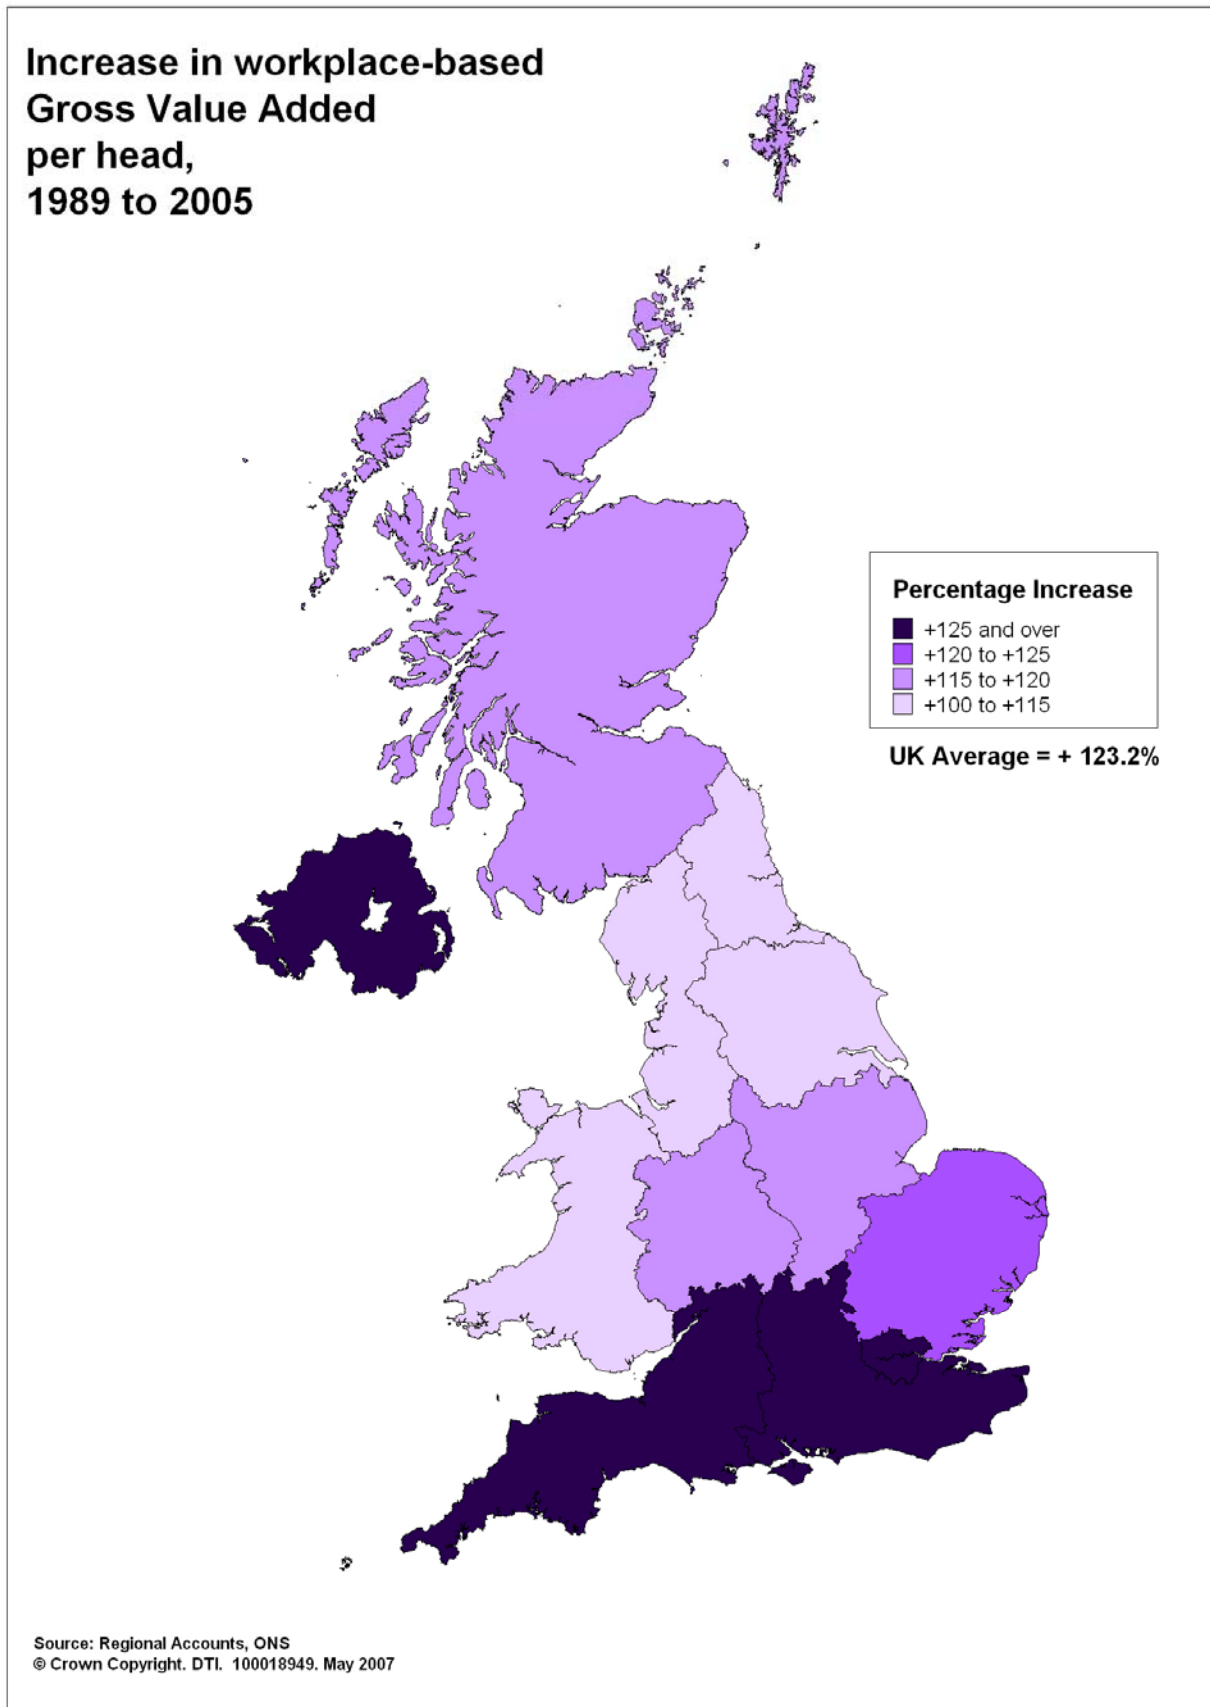 Increase in workplace-based
Gross Value Added
per head,
1989 to 2005
Percentage Increase
+125 and over
+120 to +125
+115 to +120
+100 to +115
UK Average = + 123.2%
Source: Regional Accounts, ONS
© Crown Copyright. DTI. 100018949. May 2007